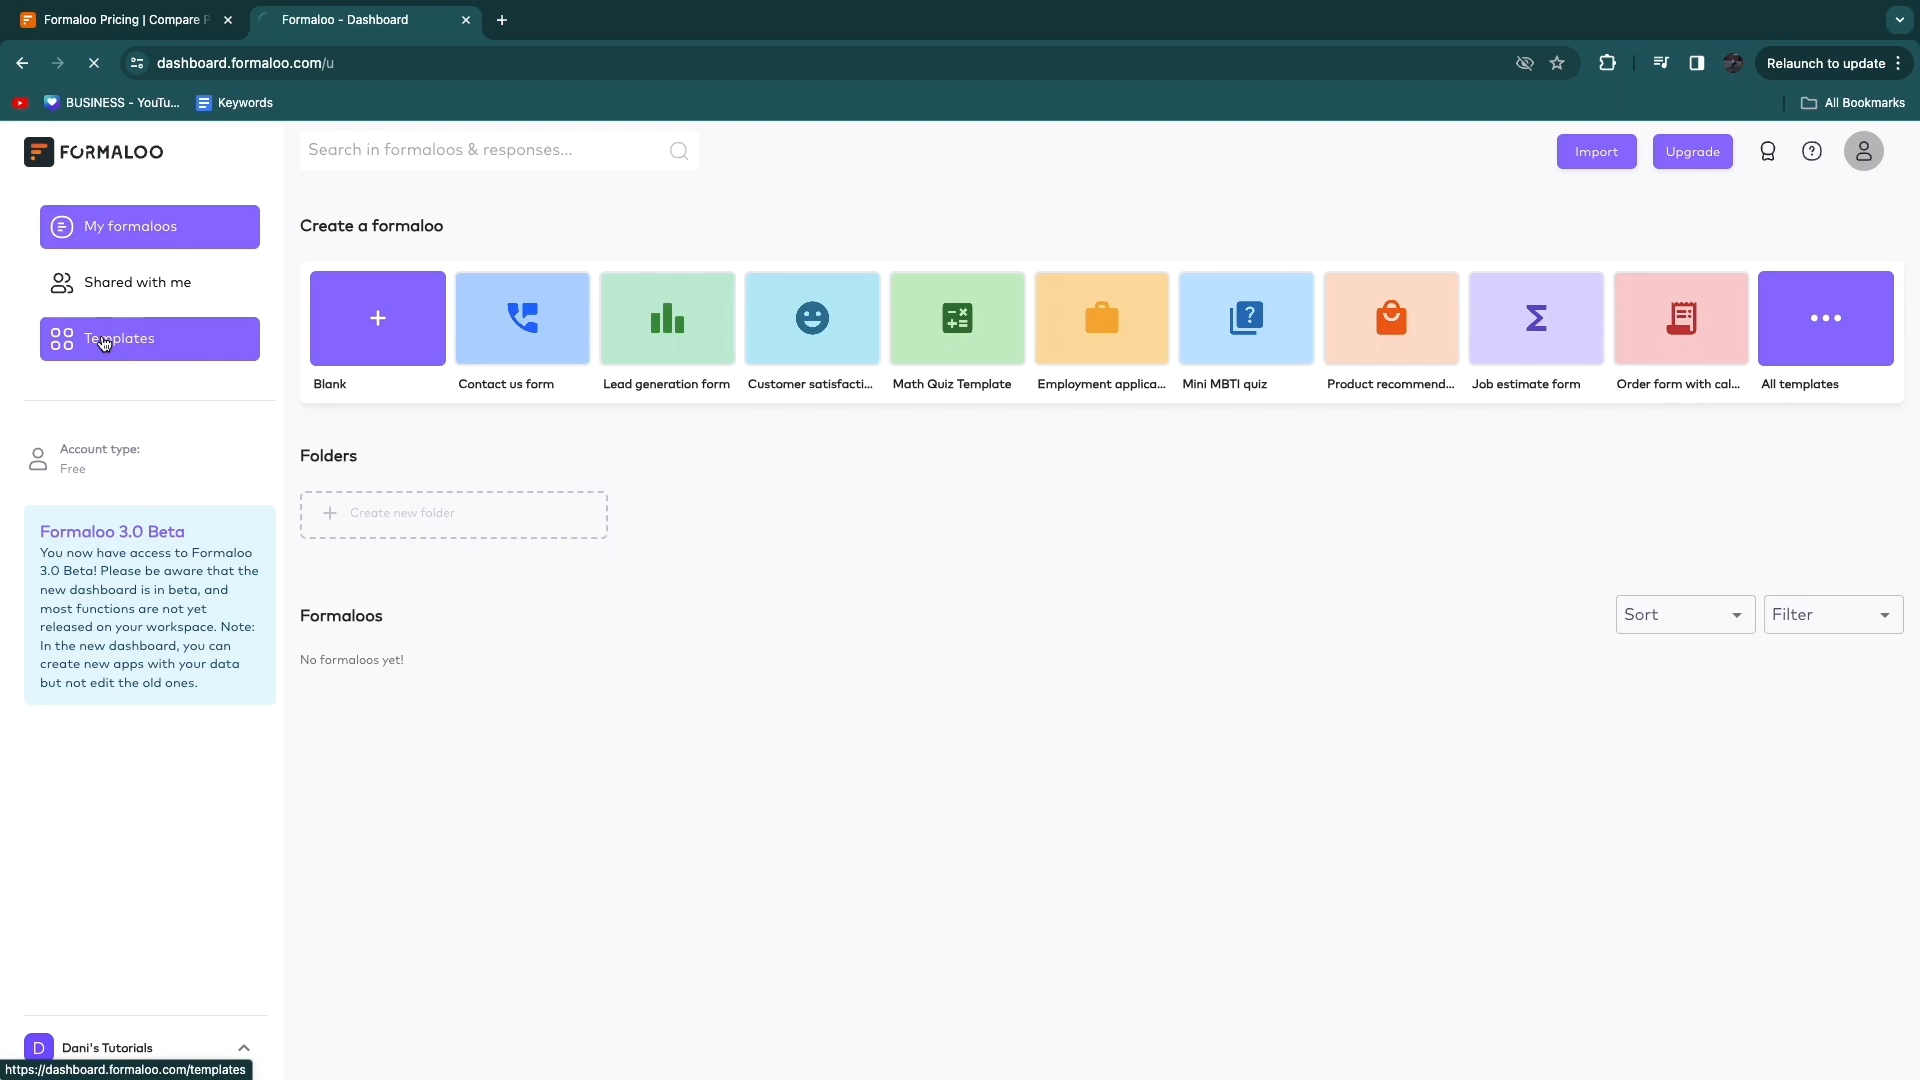 Formaloo Pricing | Compare P
Formaloo - Dashboard
dashboard.formaloo.com/u
Relaunch to update
BUSINESS - YouTu...
Keywords
All Bookmarks
FORMALOO
Search in formaloos & responses...
Import
Upgrade
My formaloos
Shared with me
Templates
Create a formaloo
Blank
Contact us form
Lead generation form
Customer satisfacti...
Math Quiz Template
Employment applica...
Mini MBTI quiz
Product recommend...
Job estimate form
Order form with cal...
All templates
Account type:
Free
Folders
Create new folder
Formaloo 3.0 Beta
You now have access to Formaloo
3.0 Beta! Please be aware that the
new dashboard is in beta, and
most functions are not yet
released on your workspace. Note:
In the new dashboard, you can
create new apps with your data
but not edit the old ones.
Formaloos
Sort
Filter
No formaloos yet!
D
Dani's Tutorials
https://dashboard.formaloo.com/templates